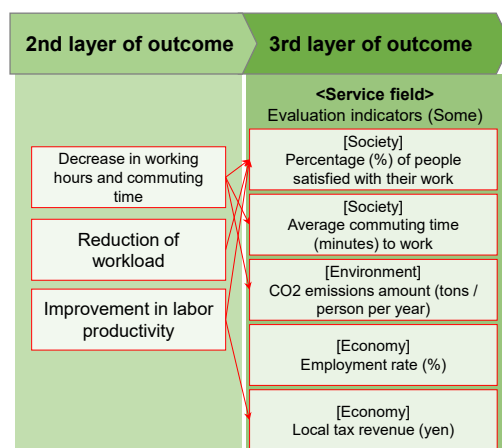 2nd layer of outcome
3rd layer of outcome
<Service field>
Evaluation indicators (Some)
Decrease in working
hours and commuting
time
Reduction of
workload
Improvement in labor
productivity
[Society]
Percentage (%) of people
satisfied with their work
[Society]
Average commuting time
(minutes) to work
[Environment]
CO2 emissions amount (tons /
person per year)
[Economy]
Employment rate (%)
[Economy]
Local tax revenue (yen)